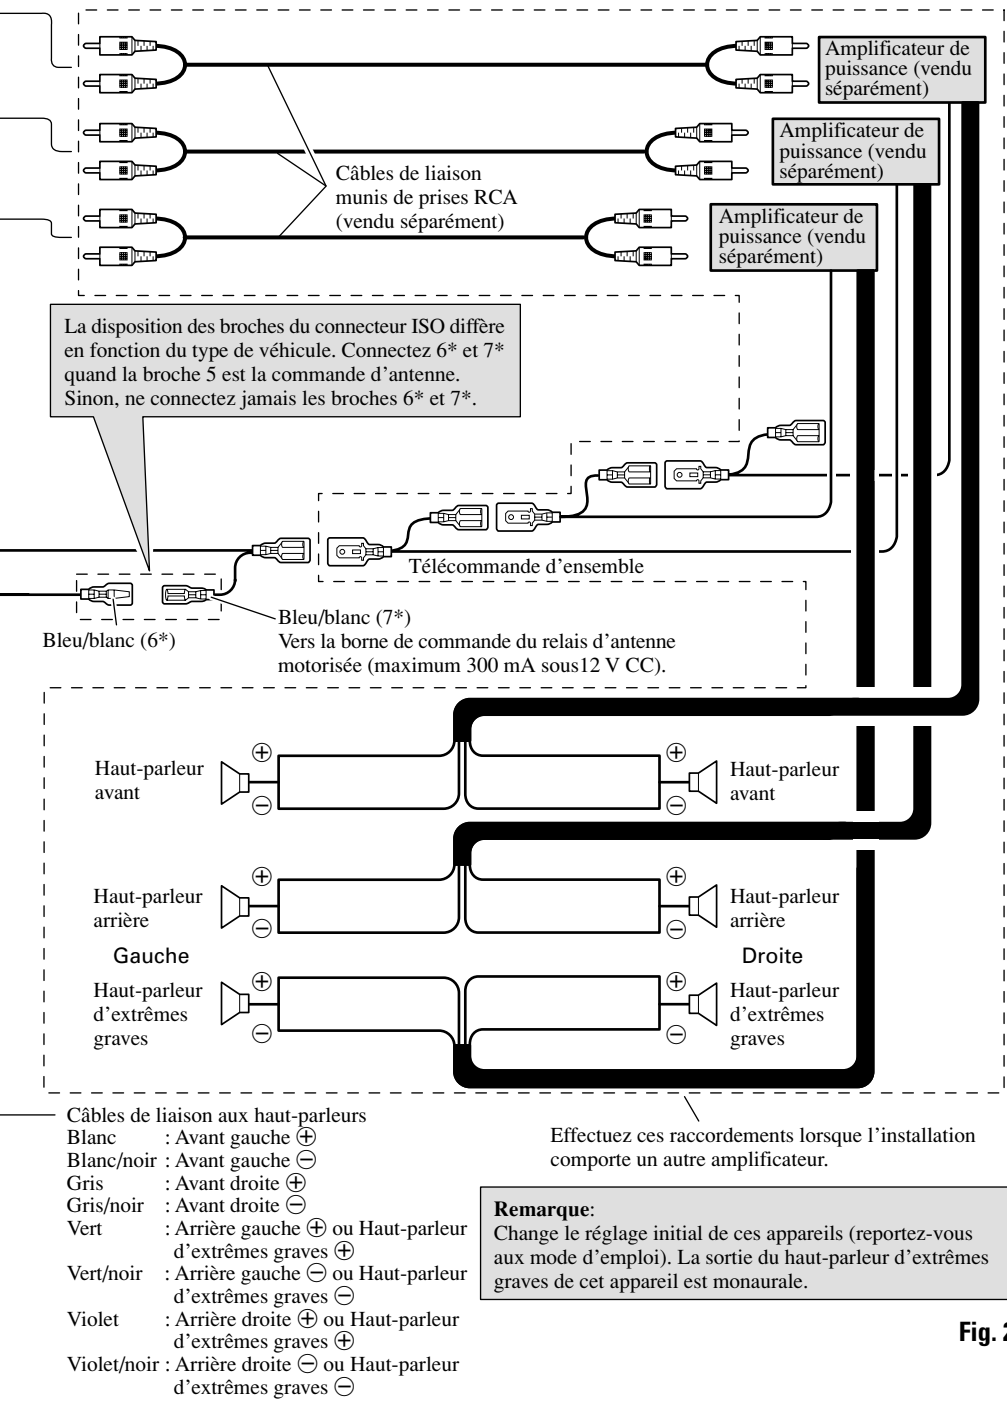 Amplificateur de
puissance (vendu
séparément)
Amplificateur de
puissance (vendu
séparément)
Câbles de liaison
munis de prises RCA
(vendu séparément)
Amplificateur de
puissance (vendu
séparément)
La disposition des broches du connecteur ISO diffère
en fonction du type de véhicule. Connectez 6* et 7*
quand la broche 5 est la commande d'antenne.
Sinon, ne connectez jamais les broches 6* et 7*.
Télécommande d'ensemble
Bleu/blanc (6*)
Bleu/blanc (7*)
Vers la borne de commande du relais d'antenne
motorisée (maximum 300 mA sous12 V CC).
Haut-parleur
avant
⊕
⊖
⊕
⊖
Haut-parleur
avant
Haut-parleur
arrière
⊕
⊖
⊕
⊖
Haut-parleur
arrière
Gauche
Droite
Haut-parleur
d'extrêmes
graves
⊕
⊖
⊕
⊖
Haut-parleur
d'extrêmes
graves
Câbles de liaison aux haut-parleurs
Blanc : Avant gauche ⊕
Blanc/noir : Avant gauche ⊖
Gris : Avant droite ⊕
Gris/noir : Avant droite ⊖
Vert : Arrière gauche ⊕ ou Haut-parleur
d'extrêmes graves ⊕
Vert/noir : Arrière gauche ⊖ ou Haut-parleur
d'extrêmes graves ⊖
Violet : Arrière droite ⊕ ou Haut-parleur
d'extrêmes graves ⊕
Violet/noir : Arrière droite ⊖ ou Haut-parleur
d'extrêmes graves ⊖
Effectuez ces raccordements lorsque l'installation
comporte un autre amplificateur.
Remarque:
Change le réglage initial de ces appareils (reportez-vous
aux mode d'emploi). La sortie du haut-parleur d'extrêmes
graves de cet appareil est monaurale.
Fig. 2